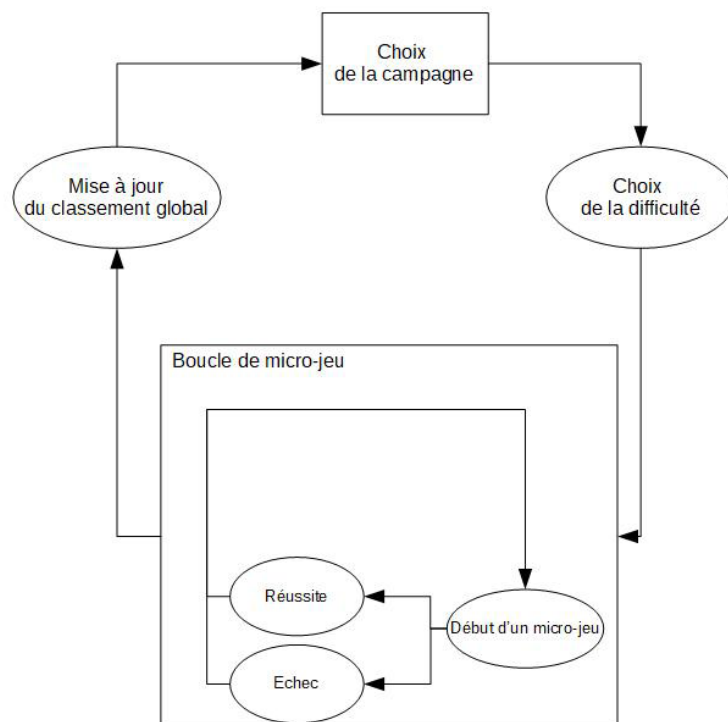 Choix
de la campagne
Mise à jour
du classement global
Choix
de la difficulté
Boucle de micro-jeu
Réussite
Début d'un micro-jeu
Echec